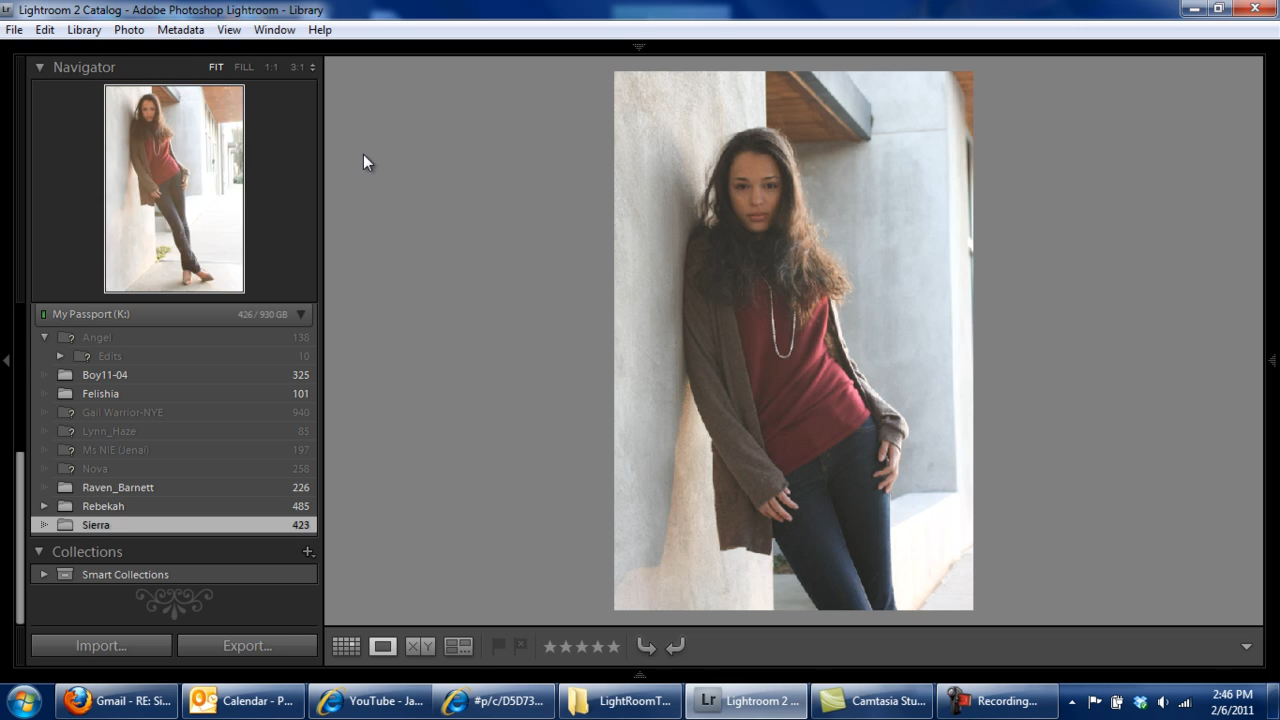 Lr Lightroom 2 Catalog - Adobe Photoshop Lightroom - Library
File Edit Library Photo Metadata View Window Help
Navigator FIT FILL 1:1 3:1
My Passport (K:) 426 / 930 GB
Angel 138
Edits 10
Boy11-04 325
Felishia 101
Gail Warrior-NYE 940
Lynn_Haze 85
Ms NIE (Jenai) 197
Nova 258
Raven_Barnett 226
Rebekah 485
Sierra 423
Collections
Smart Collections
Import... Export...
X Y
Gmail - RE: Si... Calendar - P... YouTube - Ja... #p/c/D5D73... LightRoomT... Lr Lightroom 2 ... Camtasia Stu... Recording...
2:46 PM
2/6/2011